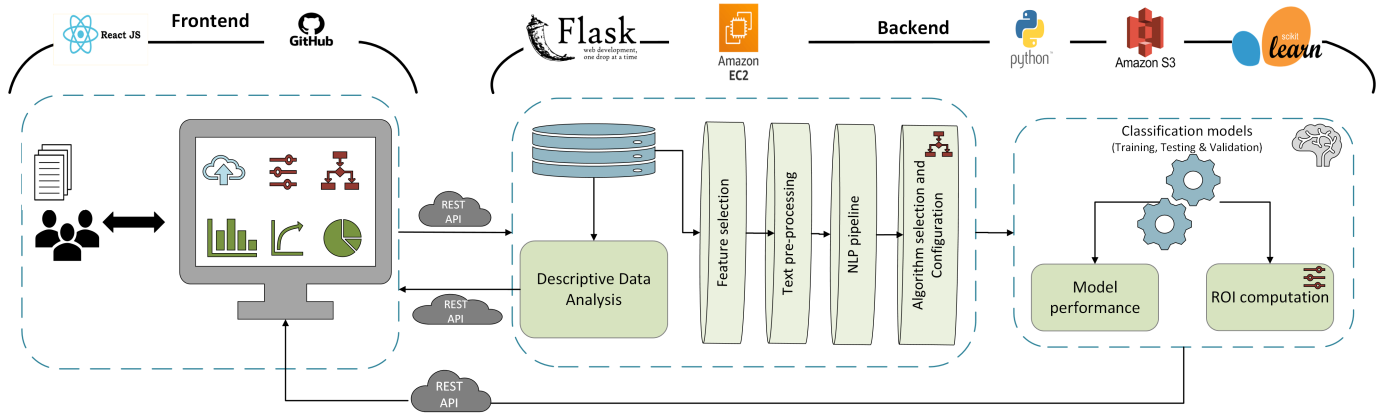 React JS
Frontend
GitHub
Flask
web development,
one drop at a time
Amazon
EC2
Backend
python
Amazon S3
scikit
learn
REST
API
REST
API
REST
API
Descriptive Data
Analysis
Feature selection
Text pre-processing
NLP pipeline
Algorithm selection and
Configuration
Classification models
(Training, Testing & Validation)
Model
performance
ROI computation